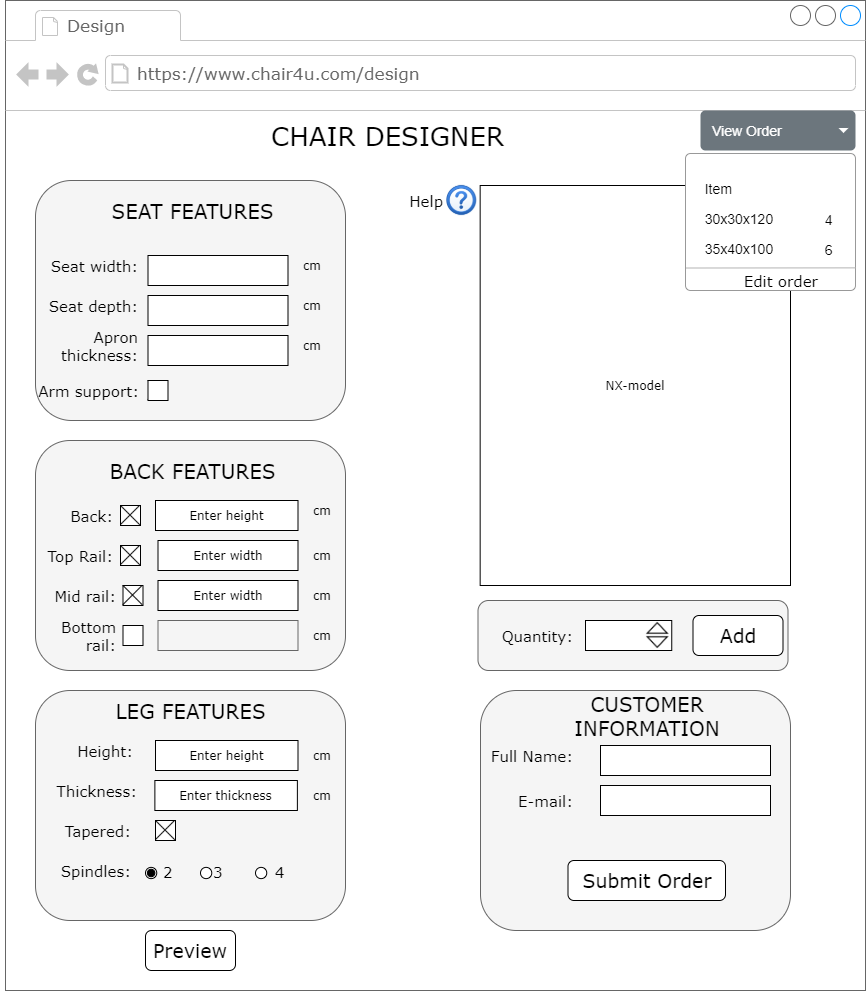 Design
https://www.chair4u.com/design
CHAIR DESIGNER
View Order
Item
30x30x120 4
35x40x100 6
Edit order
Help ?
NX-model
SEAT FEATURES
Seat width: cm
Seat depth: cm
Apron
thickness: cm
Arm support:
BACK FEATURES
Back: Enter height cm
Top Rail: Enter width cm
Mid rail: Enter width cm
Bottom
rail: cm
LEG FEATURES
Height: Enter height cm
Thickness: Enter thickness cm
Tapered:
Spindles: 2 3 4
Preview
Quantity: Add
CUSTOMER
INFORMATION
Full Name:
E-mail:
Submit Order